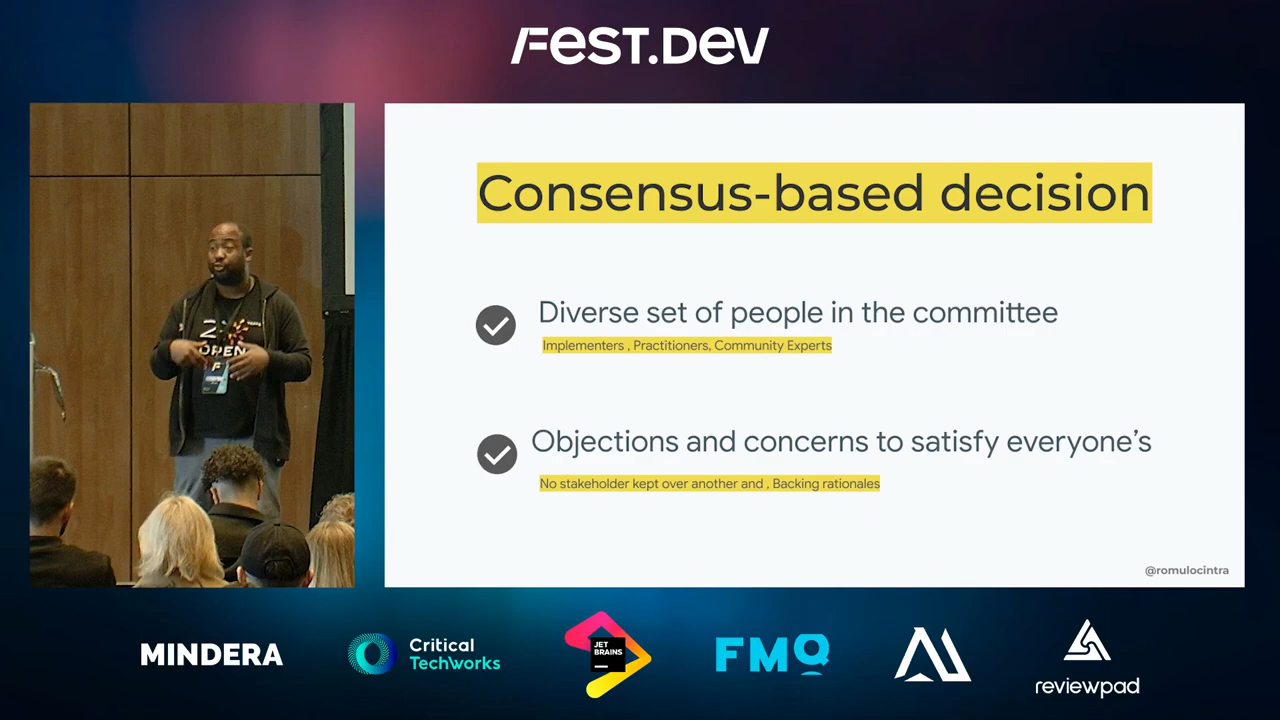 FEST.DEV
Consensus-based decision
Diverse set of people in the committee
Implementers , Practitioners, Community Experts
Objections and concerns to satisfy everyone’s
No stakeholder kept over another and , Backing rationales
@romulocintra
OPEN
F
MINDERA
Critical
TechWorks
JET
BRAINS
FMQ
reviewpad